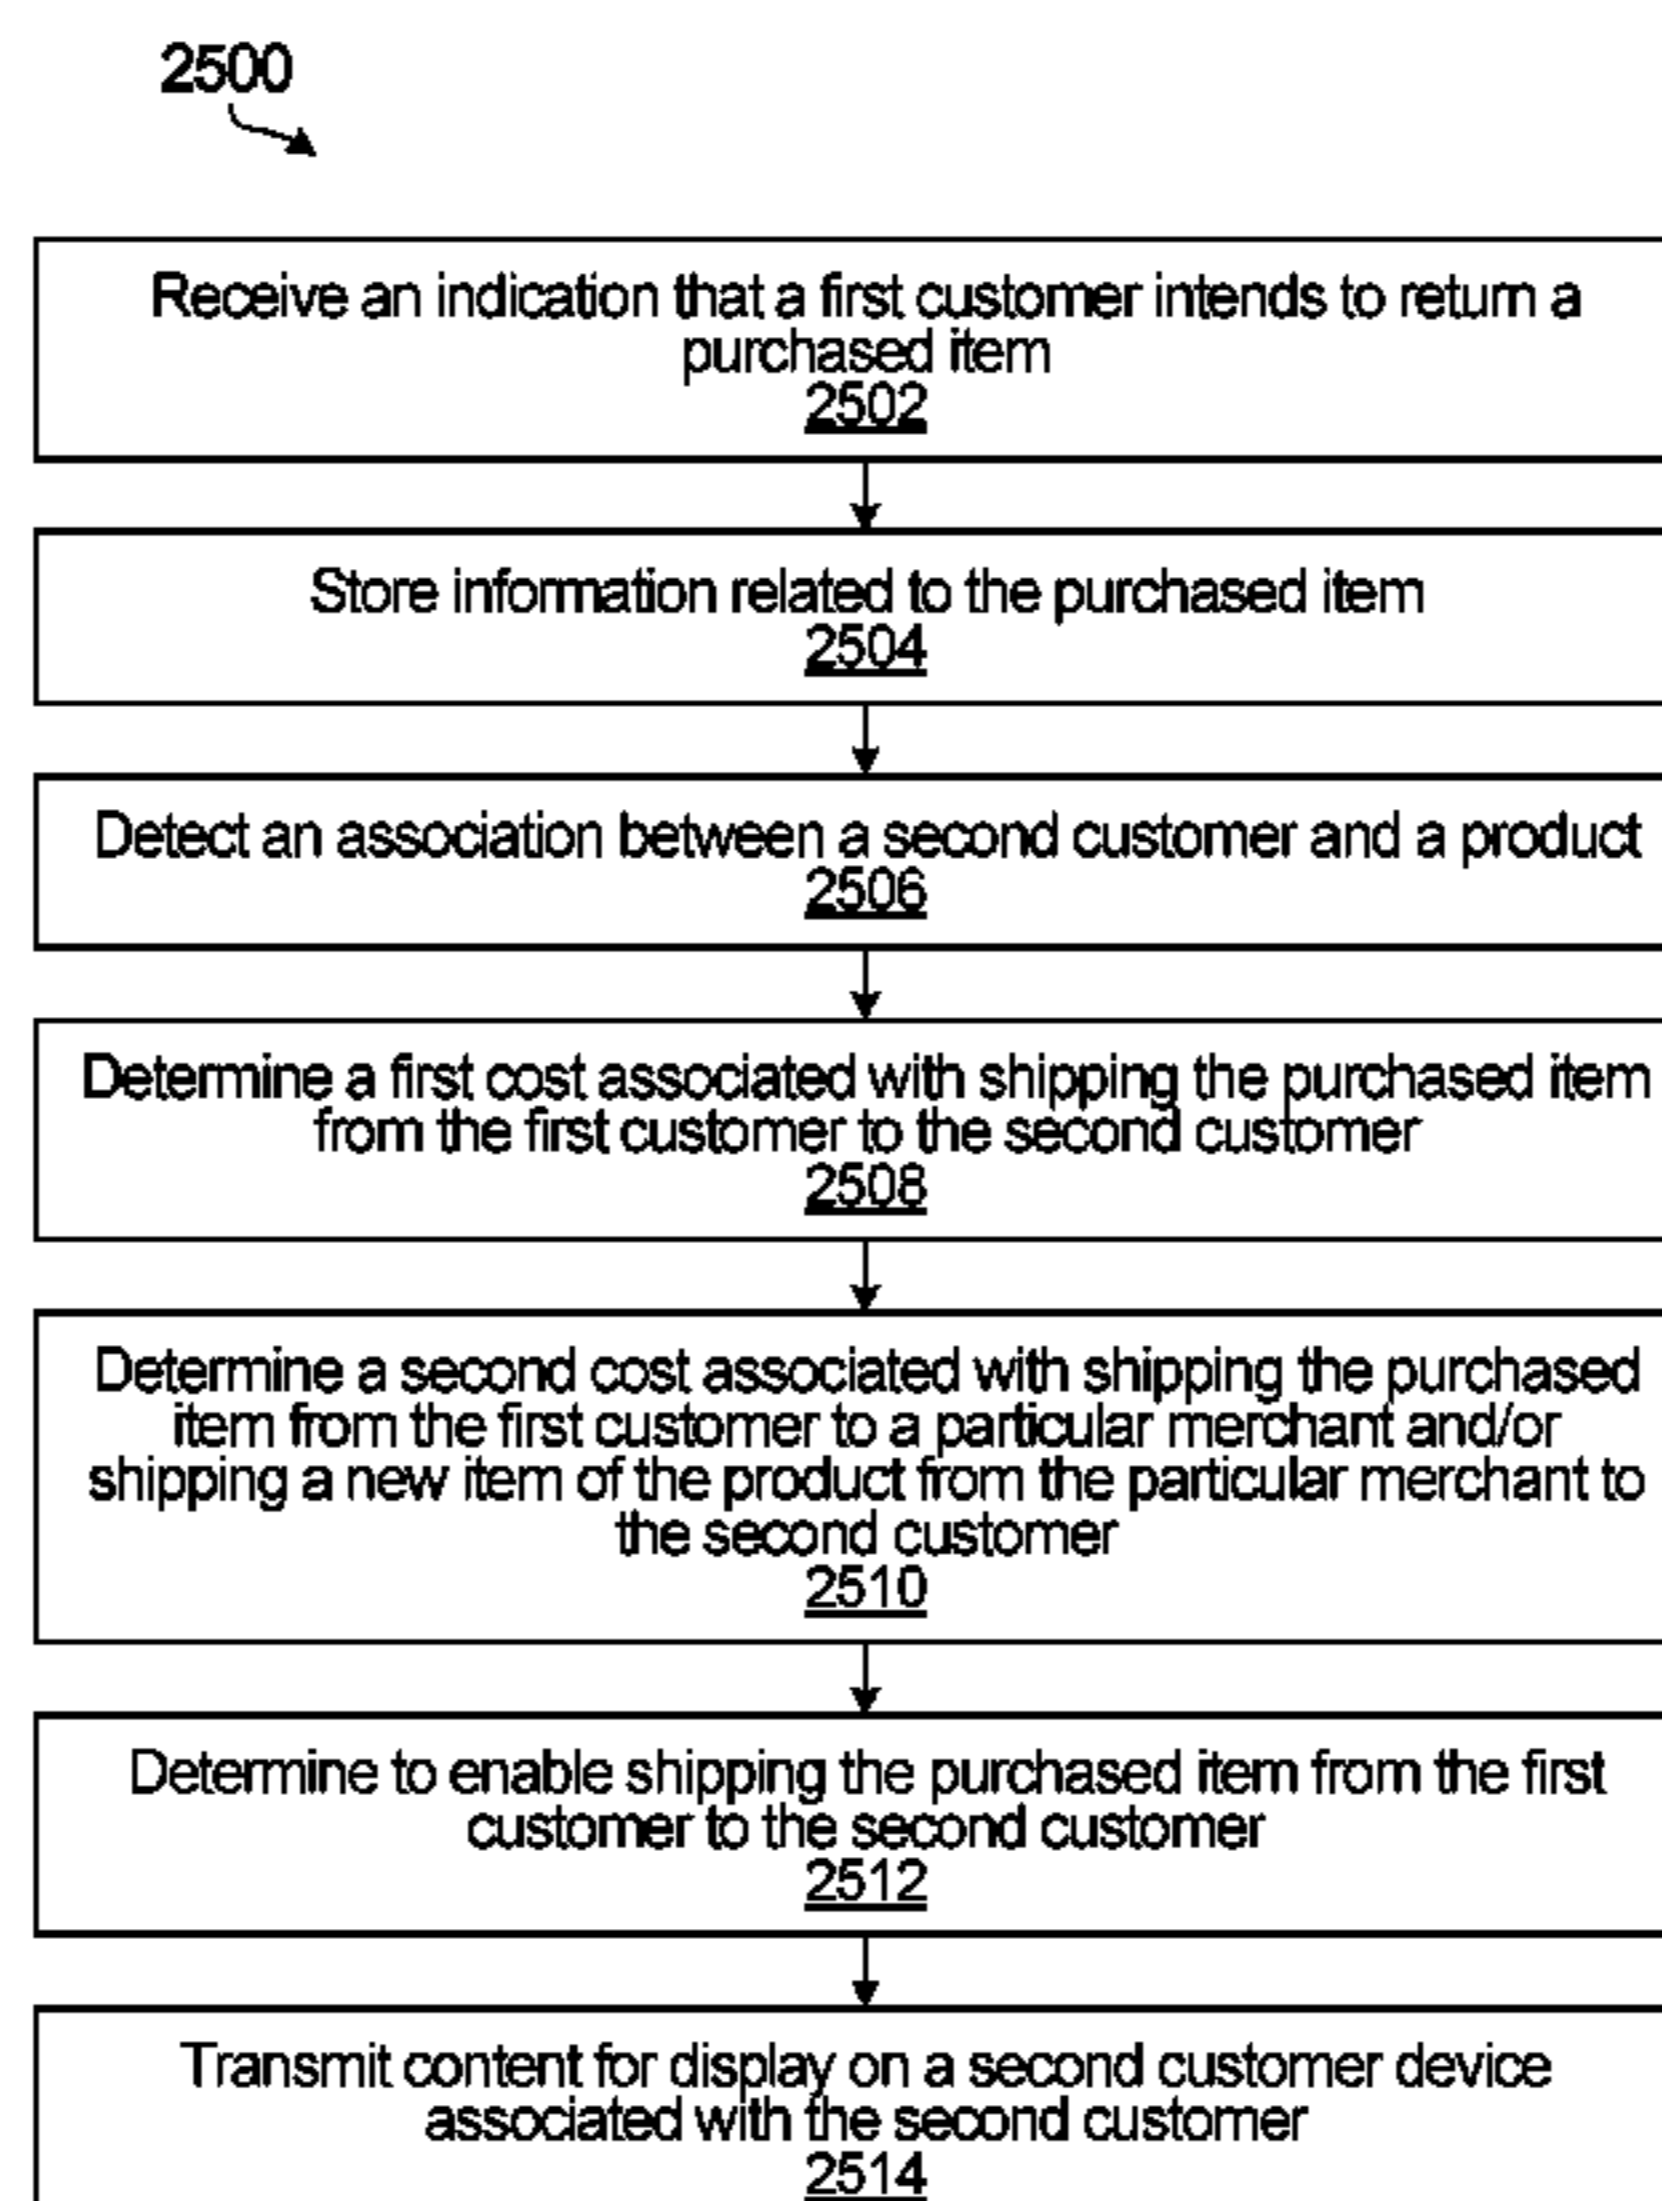 2500
Receive an indication that a first customer intends to return a
purchased item
2502
Store information related to the purchased item
2504
Detect an association between a second customer and a product
2506
Determine a first cost associated with shipping the purchased item
from the first customer to the second customer
2508
Determine a second cost associated with shipping the purchased
item from the first customer to a particular merchant and/or
shipping a new item of the product from the particular merchant to
the second customer
2510
Determine to enable shipping the purchased item from the first
customer to the second customer
2512
Transmit content for display on a second customer device
associated with the second customer
2514